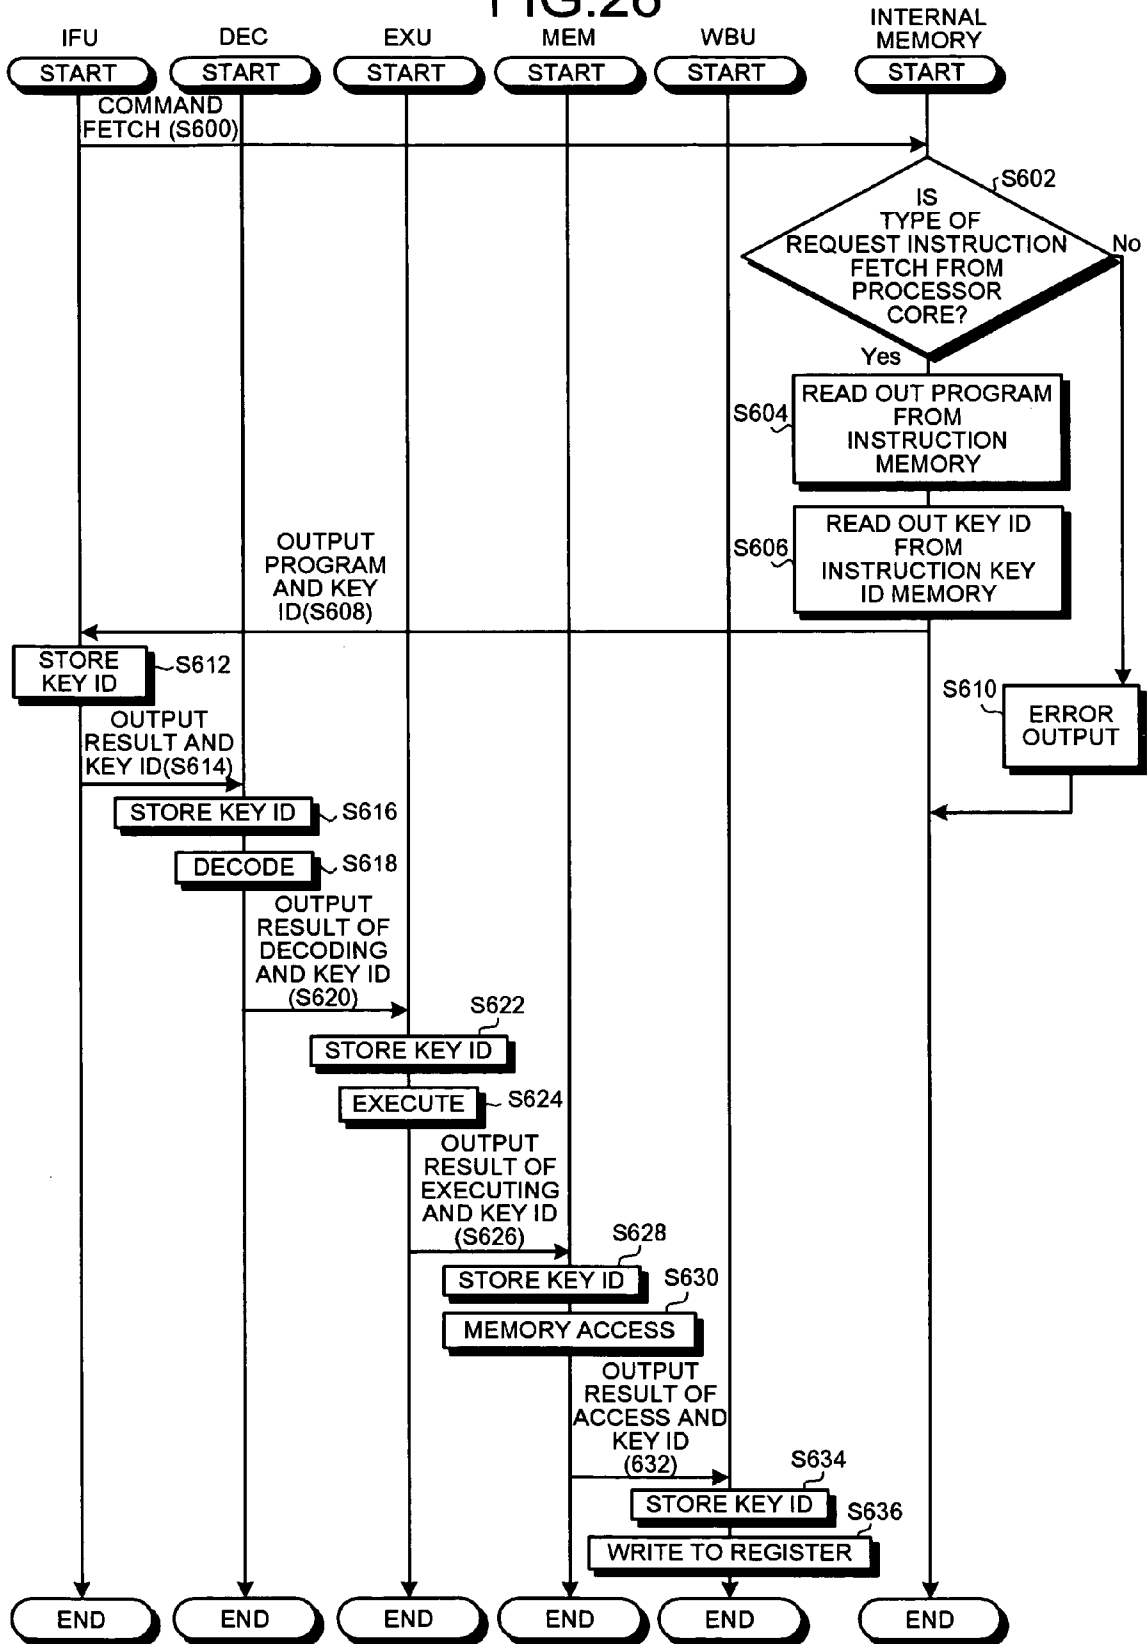 FIG.26
IFU
DEC
EXU
MEM
WBU
INTERNAL
MEMORY
START
START
START
START
START
START
COMMAND
FETCH (S600)
S602
IS
TYPE OF
REQUEST INSTRUCTION
FETCH FROM
PROCESSOR
CORE?
No
Yes
S604
READ OUT PROGRAM
FROM
INSTRUCTION
MEMORY
S606
READ OUT KEY ID
FROM
INSTRUCTION KEY
ID MEMORY
OUTPUT
PROGRAM
AND KEY
ID(S608)
STORE
KEY ID
S612
S610
ERROR
OUTPUT
OUTPUT
RESULT AND
KEY ID(S614)
STORE KEY ID
S616
DECODE
S618
OUTPUT
RESULT OF
DECODING
AND KEY ID
(S620)
S622
STORE KEY ID
EXECUTE
S624
OUTPUT
RESULT OF
EXECUTING
AND KEY ID
(S626)
S628
STORE KEY ID
S630
MEMORY ACCESS
OUTPUT
RESULT OF
ACCESS AND
KEY ID
(632)
S634
STORE KEY ID
S636
WRITE TO REGISTER
END
END
END
END
END
END